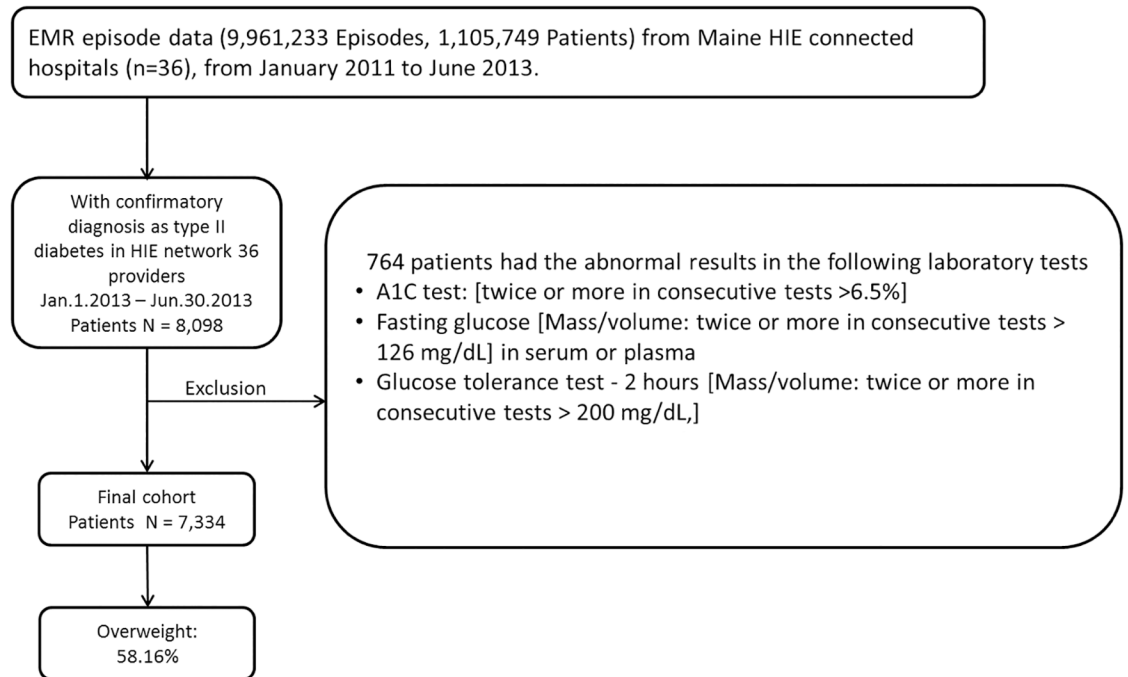 EMR episode data (9,961,233 Episodes, 1,105,749 Patients) from Maine HIE connected
hospitals (n=36), from January 2011 to June 2013.
With confirmatory
diagnosis as type II
diabetes in HIE network 36
providers
Jan.1.2013 – Jun.30.2013
Patients N = 8,098
Exclusion
764 patients had the abnormal results in the following laboratory tests
• A1C test: [twice or more in consecutive tests >6.5%]
• Fasting glucose [Mass/volume: twice or more in consecutive tests >
126 mg/dL] in serum or plasma
• Glucose tolerance test - 2 hours [Mass/volume: twice or more in
consecutive tests > 200 mg/dL,]
Final cohort
Patients N = 7,334
Overweight:
58.16%